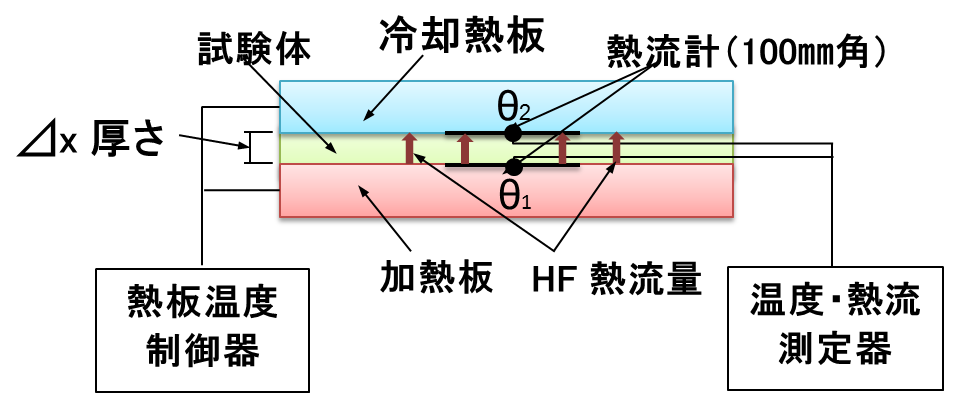 冷却熱板
試験体
熱流計(100mm角)
θ2
⊿x 厚さ
θ1
加熱板
HF 熱流量
熱板温度
制御器
温度・熱流
測定器